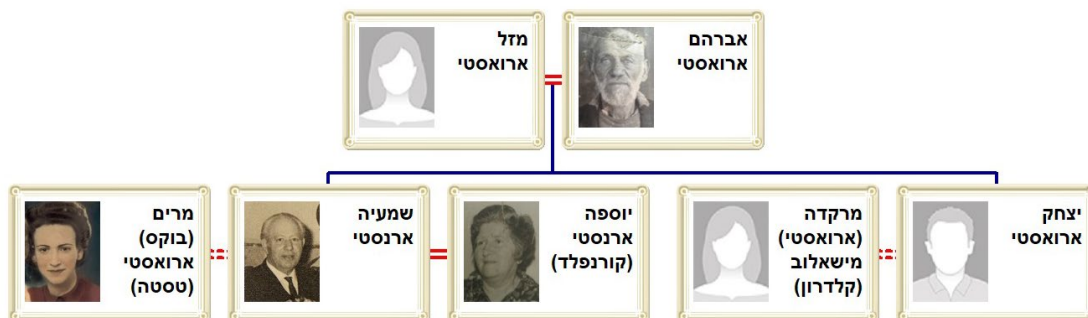 אברהם
ארואסטי
מזל
ארואסטי
יצחק
ארואסטי
מרקדה
(ארואסטי)
מישאלוב
(קלדרון)
יוספה
ארנסטי
(קורנפלד)
שמעיה
ארנסטי
מרים
(בוקס)
ארואסטי
(טסטה)